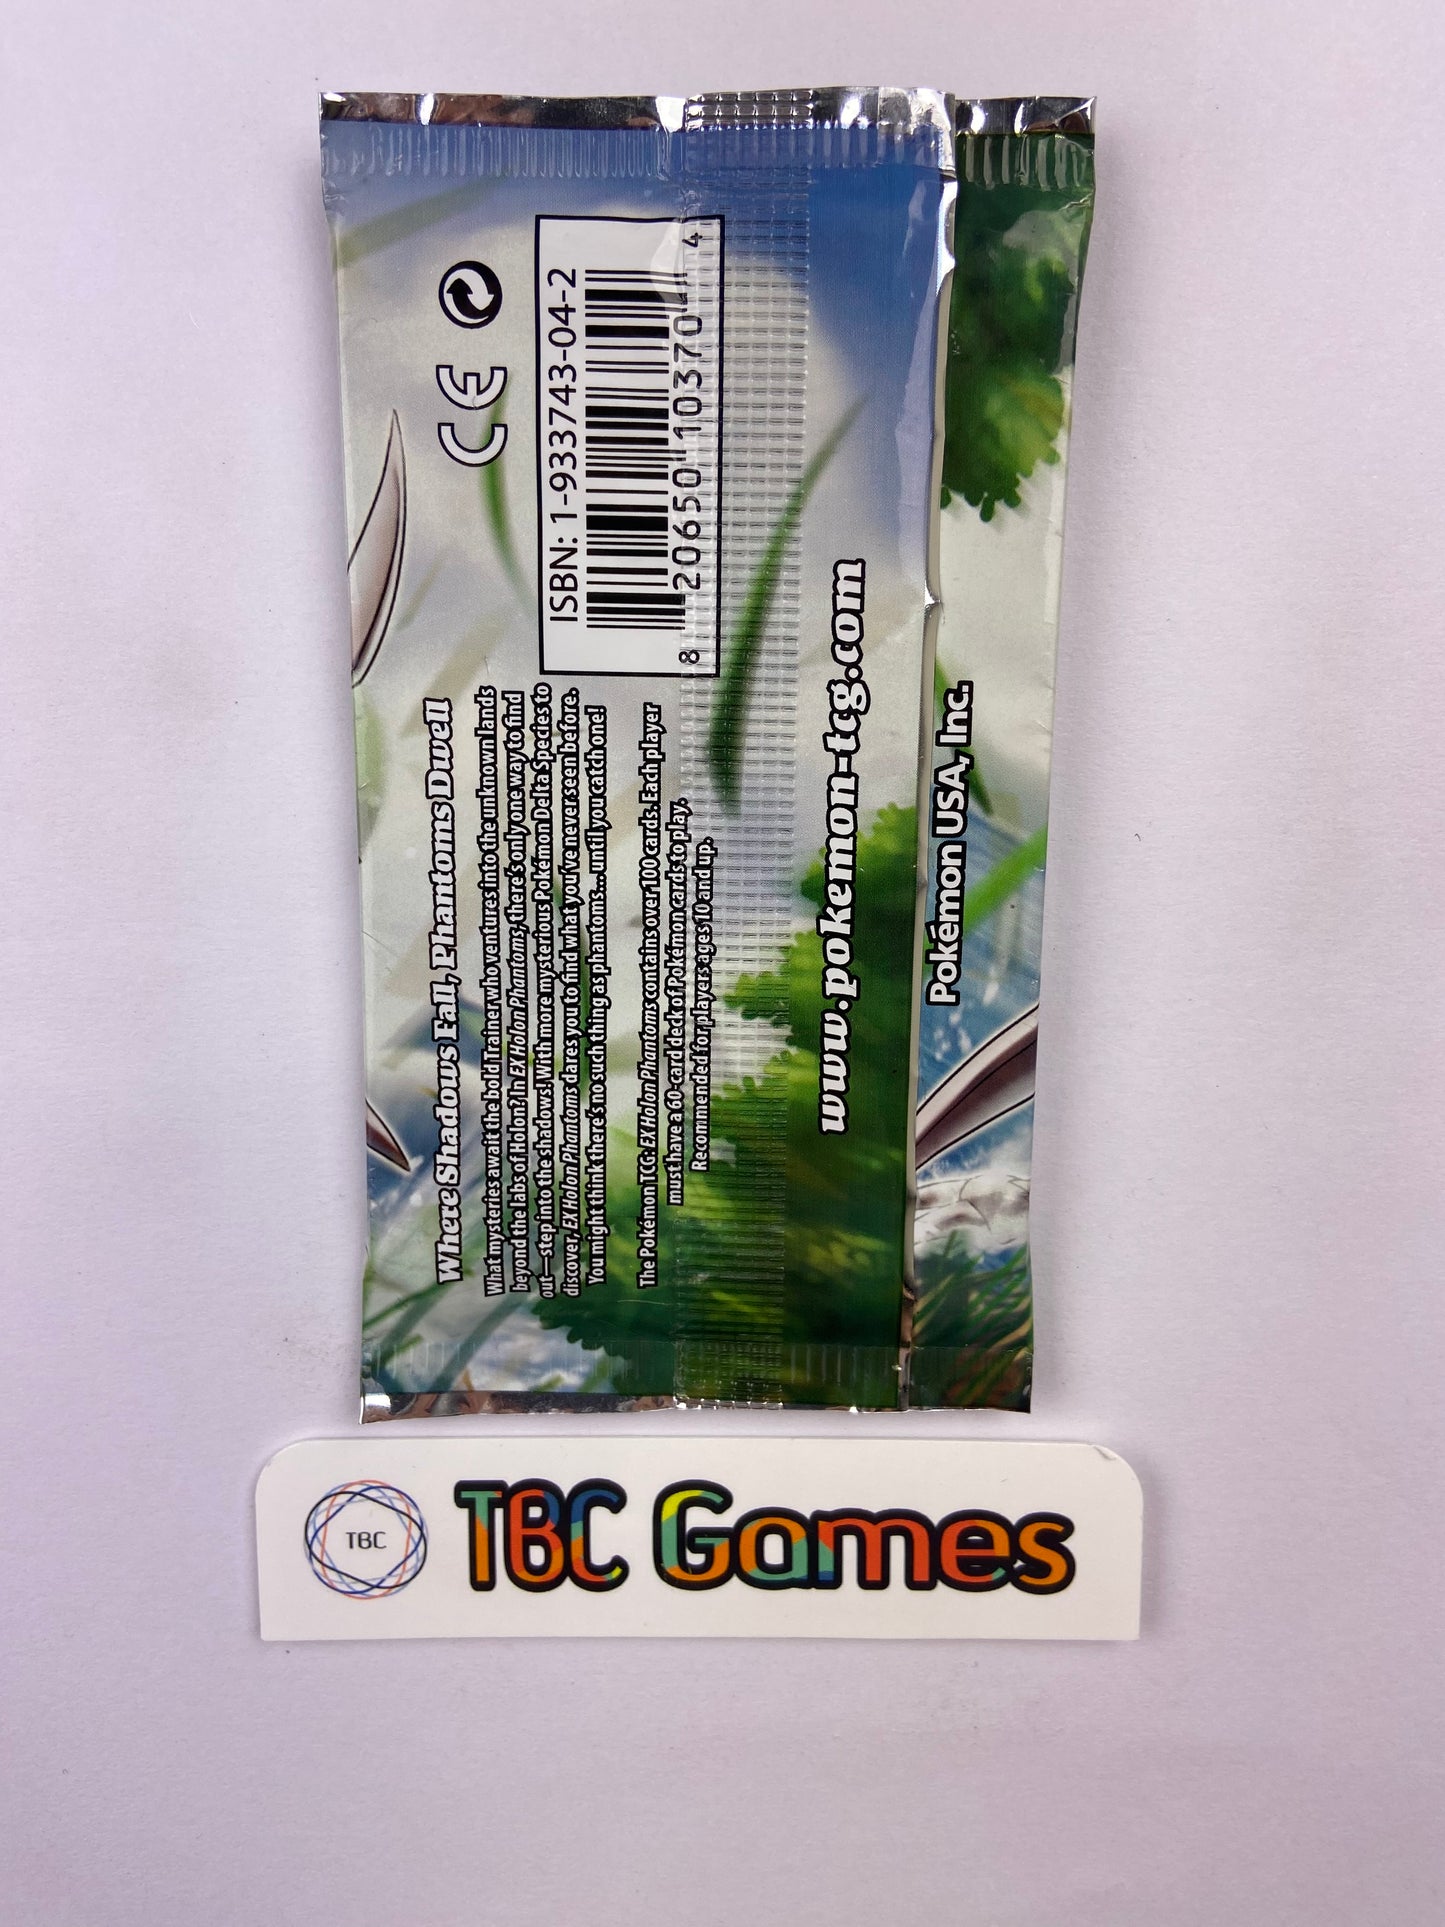 Where Shadows Fall, Phantoms Dwell
What mysteries await the bold Trainer who ventures into the unknown lands
beyond the labs of Holon? In EX Holon Phantoms, there's only one way to find
out—step into the shadows! With more mysterious Pokémon Delta Species to
discover, EX Holon Phantoms dares you to find what you've never seen before.
You might think there's no such thing as phantoms... until you catch one!
The Pokémon TCG: EX Holon Phantoms contains over 100 cards. Each player
must have a 60-card deck of Pokémon cards to play.
Recommended for players ages 10 and up.
CE
ISBN: 1-933743-04-2
8 20650 10370 4
www.pokemon-tcg.com
Pokémon USA, Inc.
TBC
TBC Games